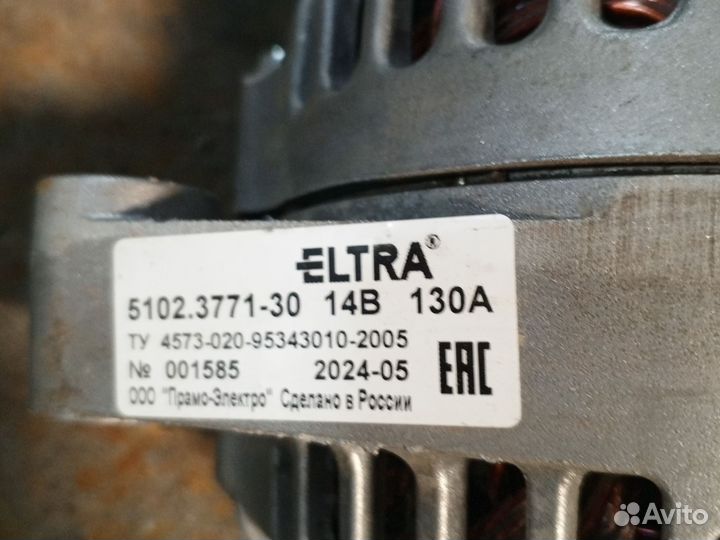 ELTRA®
5102.3771-30 14В 130А
ТУ 4573-020-95343010-2005
№ 001585 2024-05
ООО "Прамо-Электро" Сделано в России
EAC
Avito